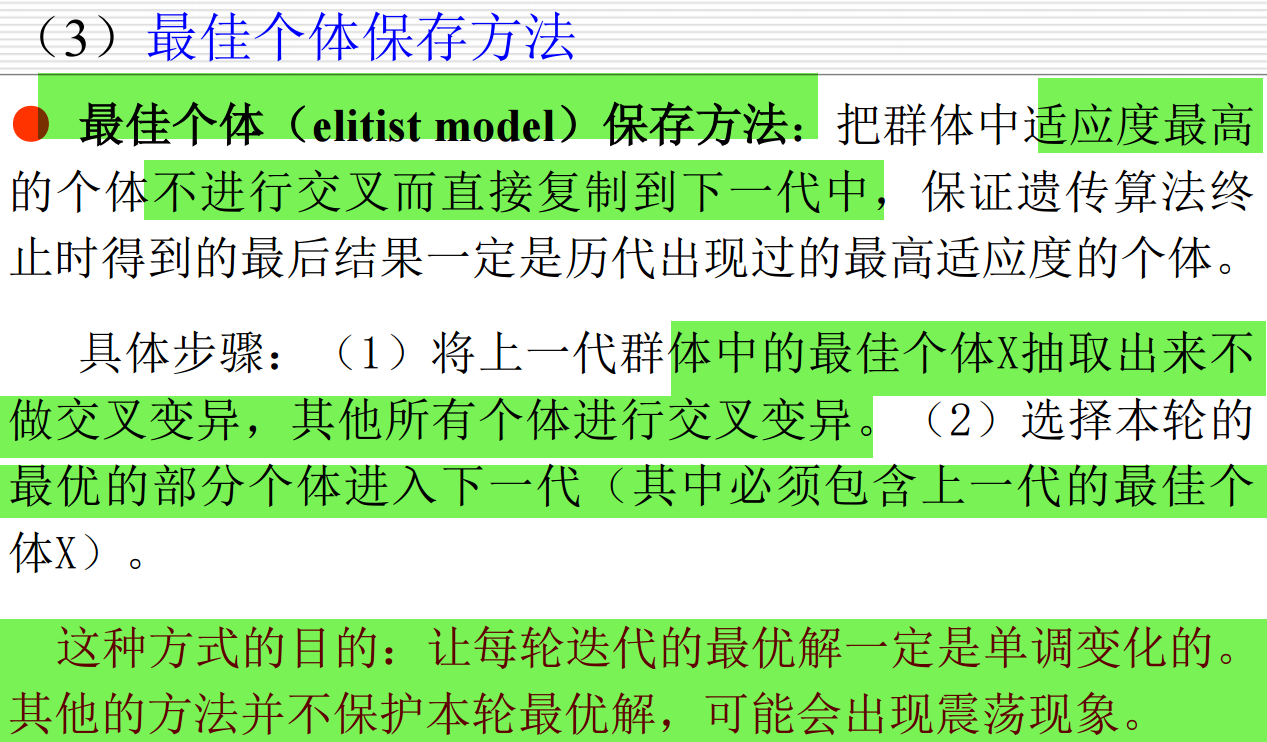 （3）最佳个体保存方法
最佳个体（elitist model）保存方法：把群体中适应度最高
的个体不进行交叉而直接复制到下一代中，保证遗传算法终
止时得到的最后结果一定是历代出现过的最高适应度的个体。
具体步骤：（1）将上一代群体中的最佳个体X抽取出来不
做交叉变异，其他所有个体进行交叉变异。（2）选择本轮的
最优的部分个体进入下一代（其中必须包含上一代的最佳个
体X）。
这种方式的目的：让每轮迭代的最优解一定是单调变化的。
其他的方法并不保护本轮最优解，可能会出现震荡现象。